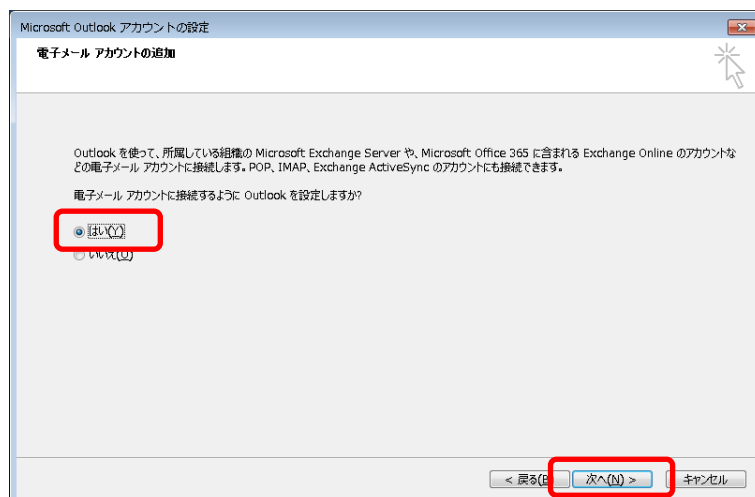 Microsoft Outlook アカウントの設定
電子メール アカウントの追加
Outlook を使って、所属している組織の Microsoft Exchange Server や、Microsoft Office 365 に含まれる Exchange Online のアカウントな
どの電子メール アカウントに接続します。POP、IMAP、Exchange ActiveSync のアカウントにも接続できます。
電子メール アカウントに接続するように Outlook を設定しますか?
はい(Y)
いいえ(O)
< 戻る(B 次へ(N) > キャンセル